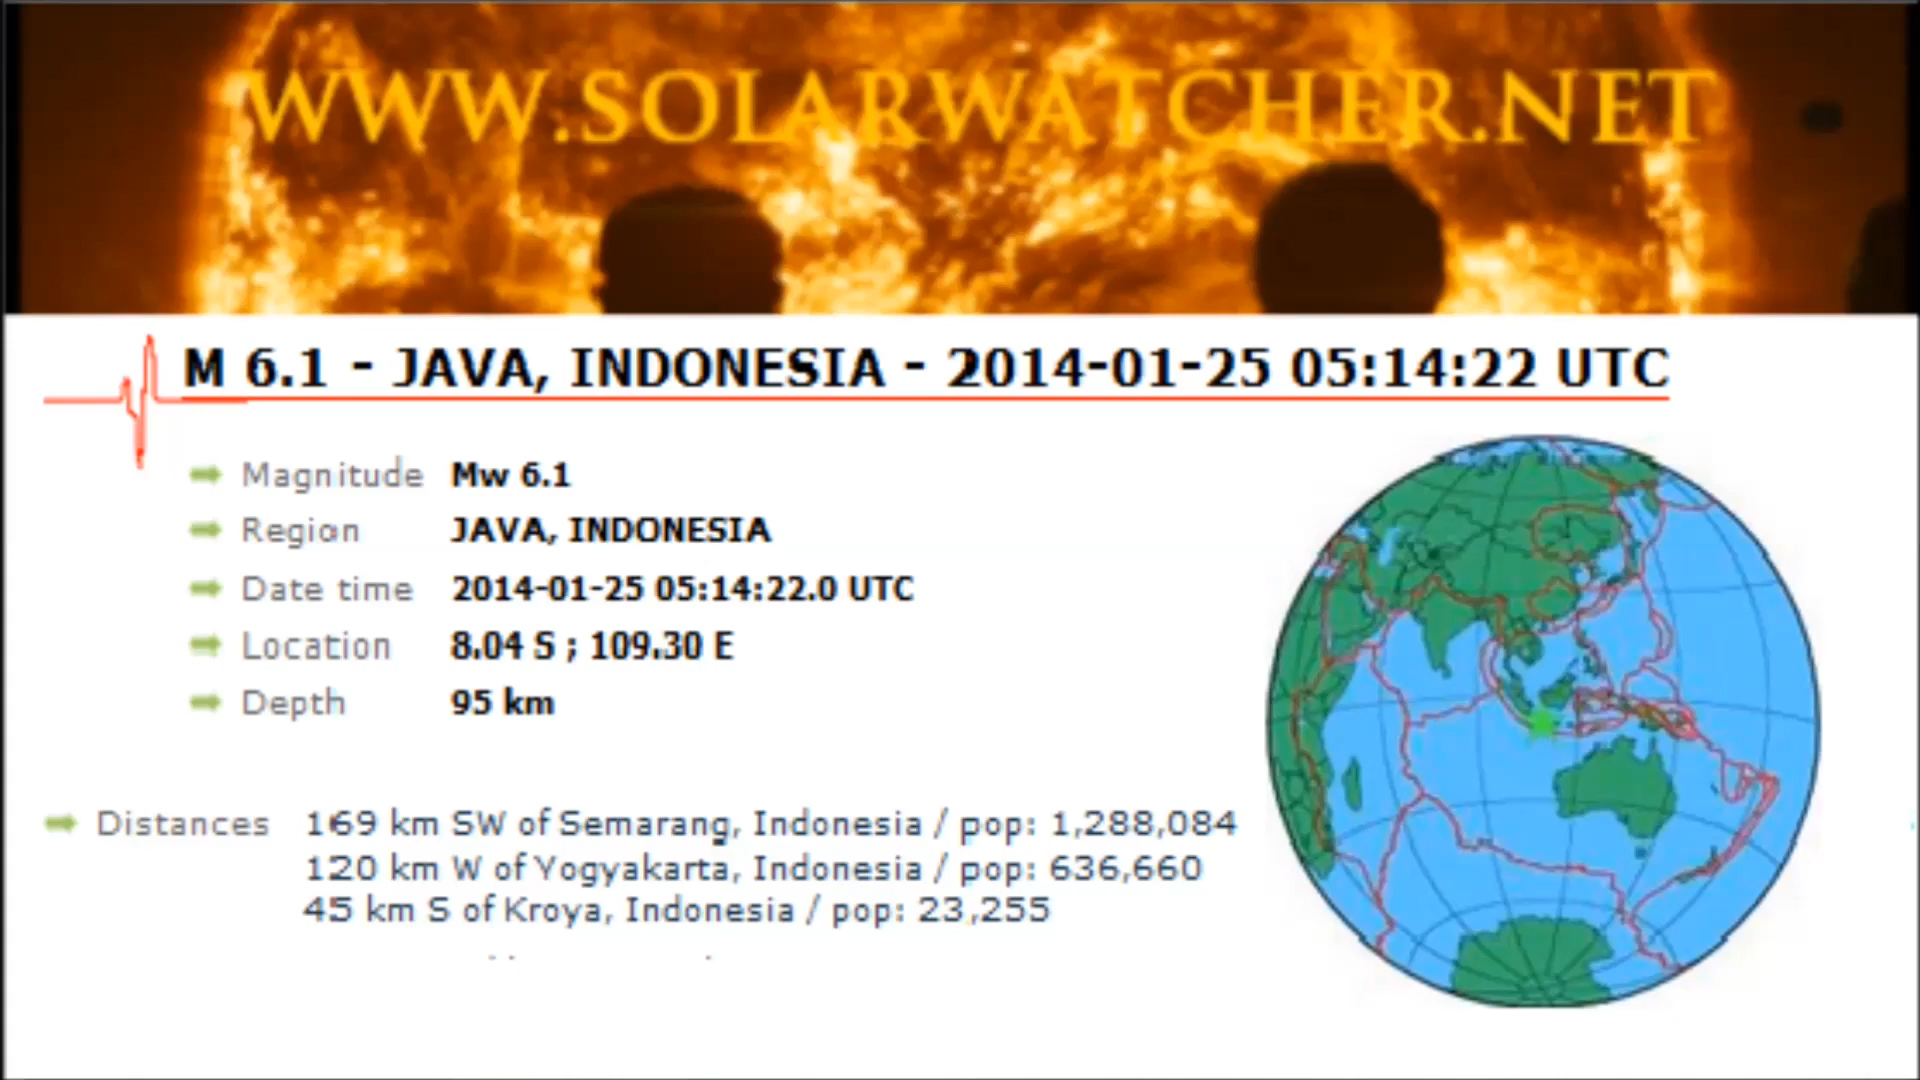 WWW.SOLARWATCHER.NET
M 6.1 - JAVA, INDONESIA - 2014-01-25 05:14:22 UTC
Magnitude Mw 6.1
Region JAVA, INDONESIA
Date time 2014-01-25 05:14:22.0 UTC
Location 8.04 S ; 109.30 E
Depth 95 km
Distances 169 km SW of Semarang, Indonesia / pop: 1,288,084
120 km W of Yogyakarta, Indonesia / pop: 636,660
45 km S of Kroya, Indonesia / pop: 23,255